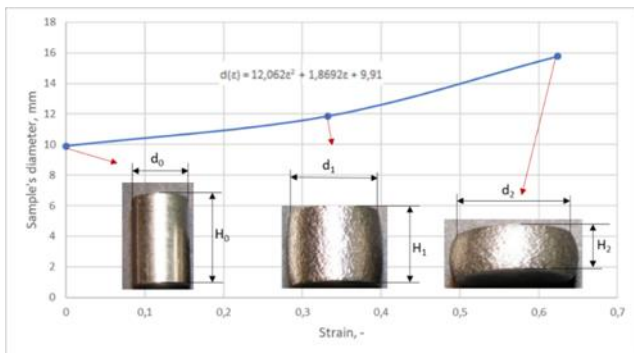 18
16
14
12
10
8
6
4
2
0
Sample's diameter, mm
d(ε) = 12,062ε² + 1,8692ε + 9,91
d₀
H₀
d₁
H₁
d₂
H₂
0 0,1 0,2 0,3 0,4 0,5 0,6 0,7
Strain, -